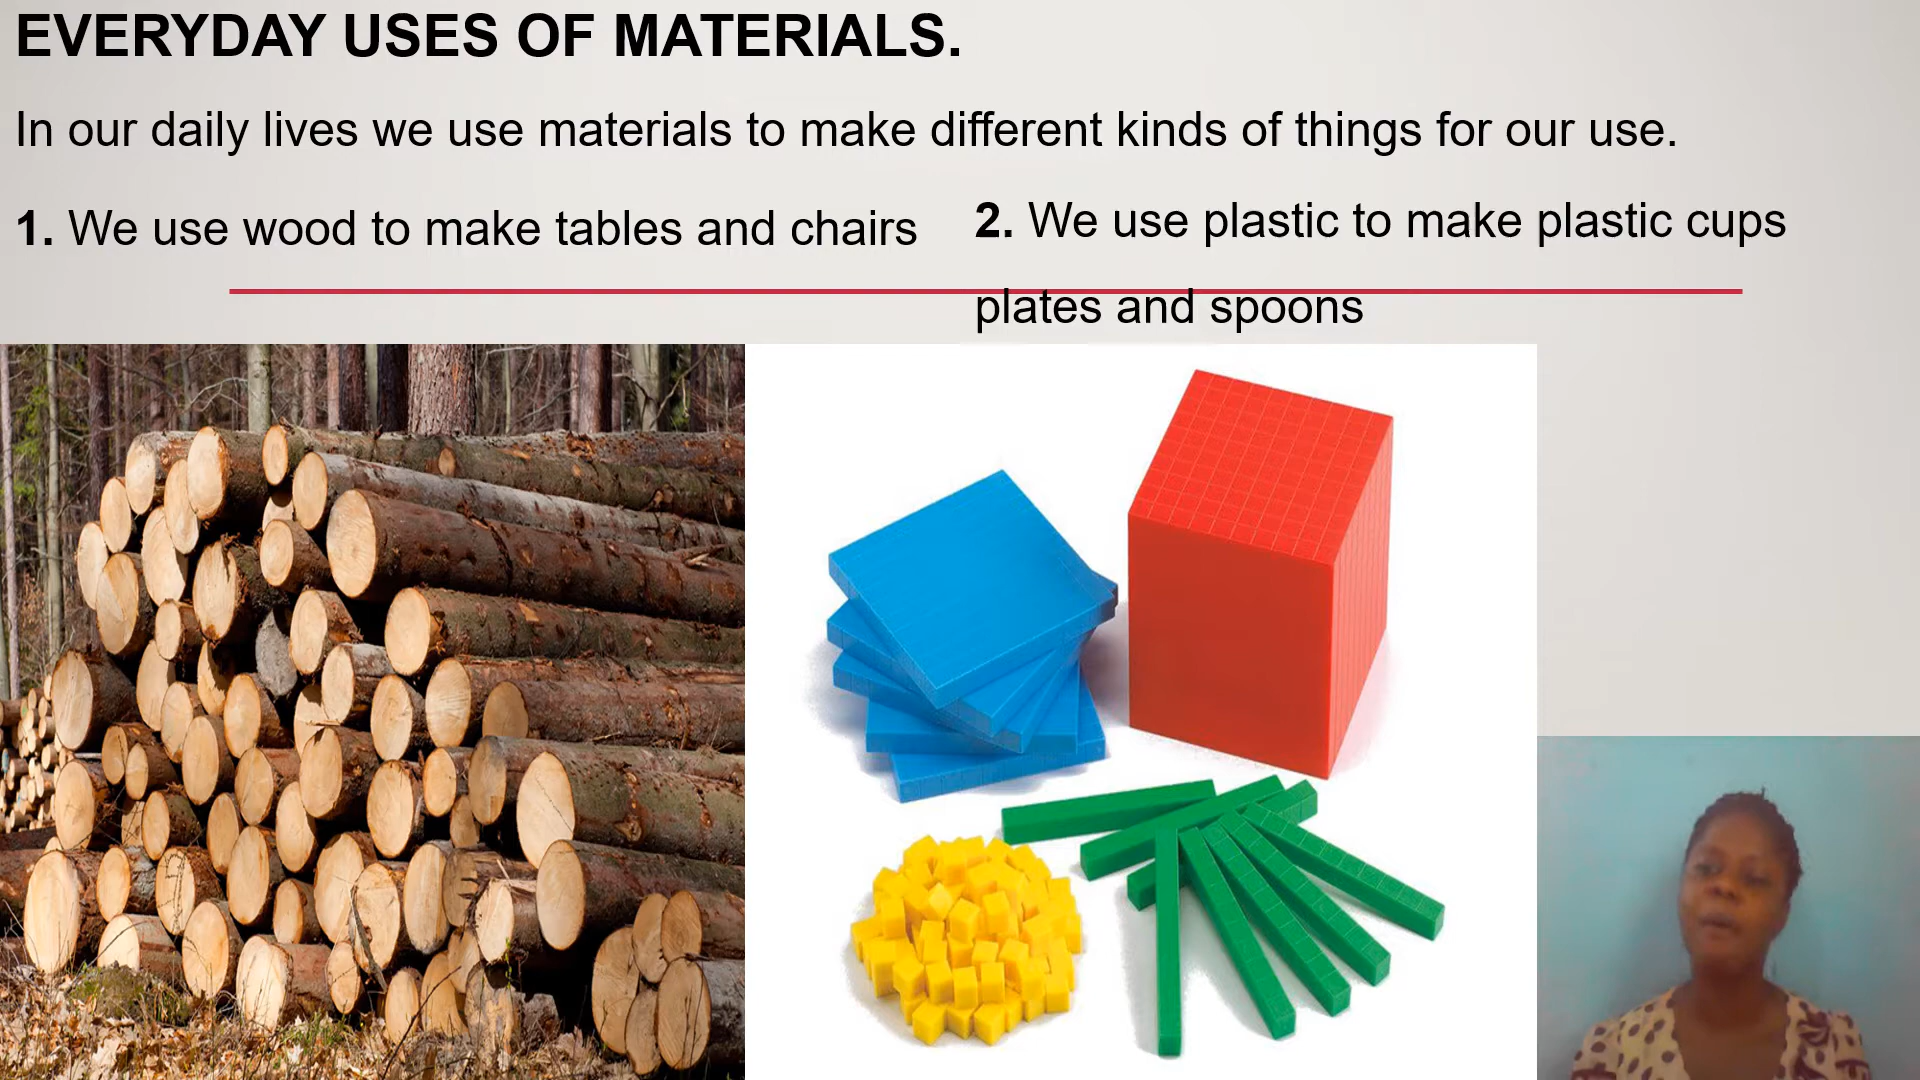 EVERYDAY USES OF MATERIALS.
In our daily lives we use materials to make different kinds of things for our use.
1. We use wood to make tables and chairs
2. We use plastic to make plastic cups
plates and spoons